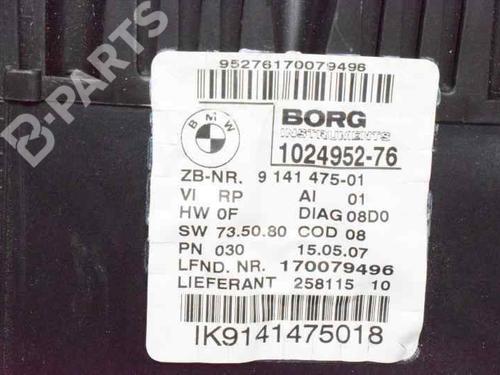 B-PARTS
95276170079496
BMW
BORG
INSTRUMENTS
1024952-76
ZB-NR. 9 141 475-01
VI RP AI 01
HW 0F DIAG 08D0
SW 73.50.80 COD 08
PN 030 15.05.07
LFND. NR. 170079496
LIEFERANT 258115 10
IK9141475018